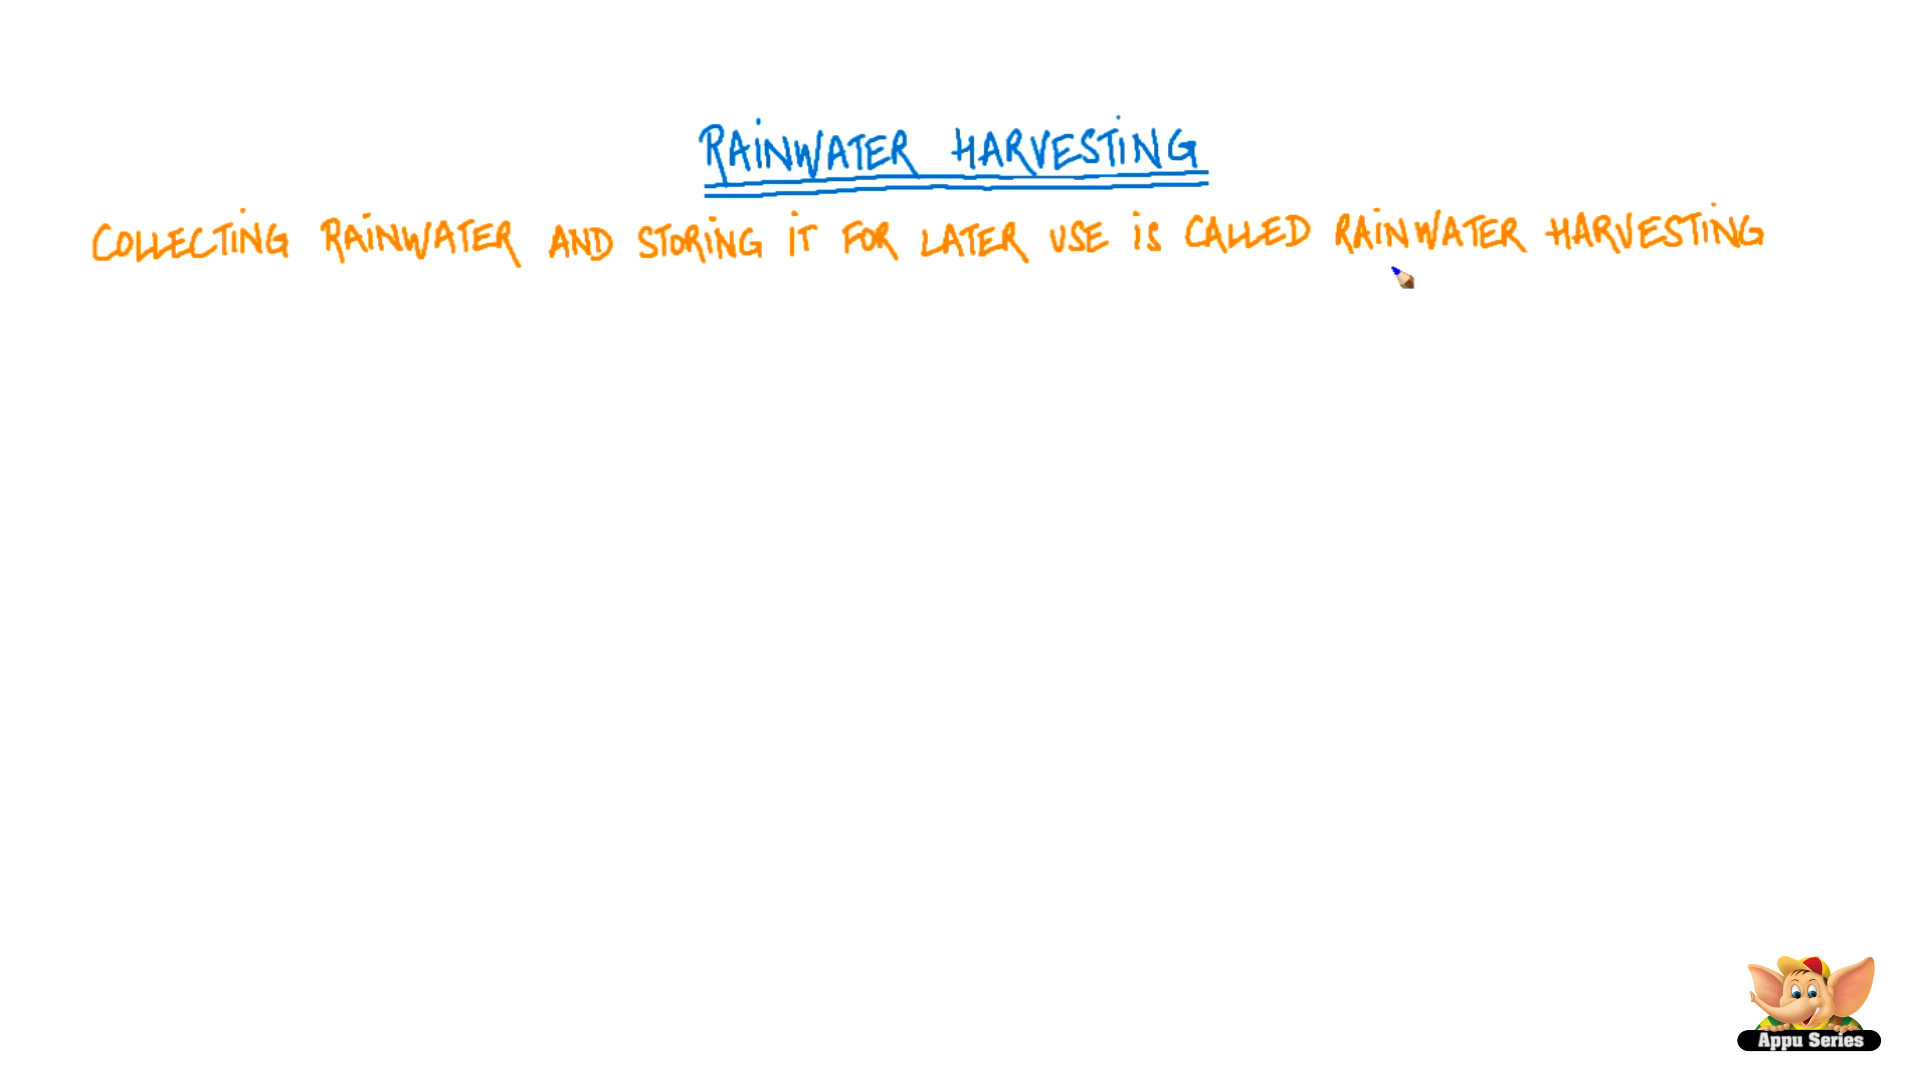 RAiNWATER HARVESTiNG
COLLECTiNG RAiNWATER AND STORiNG iT FOR LATER USE iS CALLED RAiNWATER HARVESTiNG
Appu Series